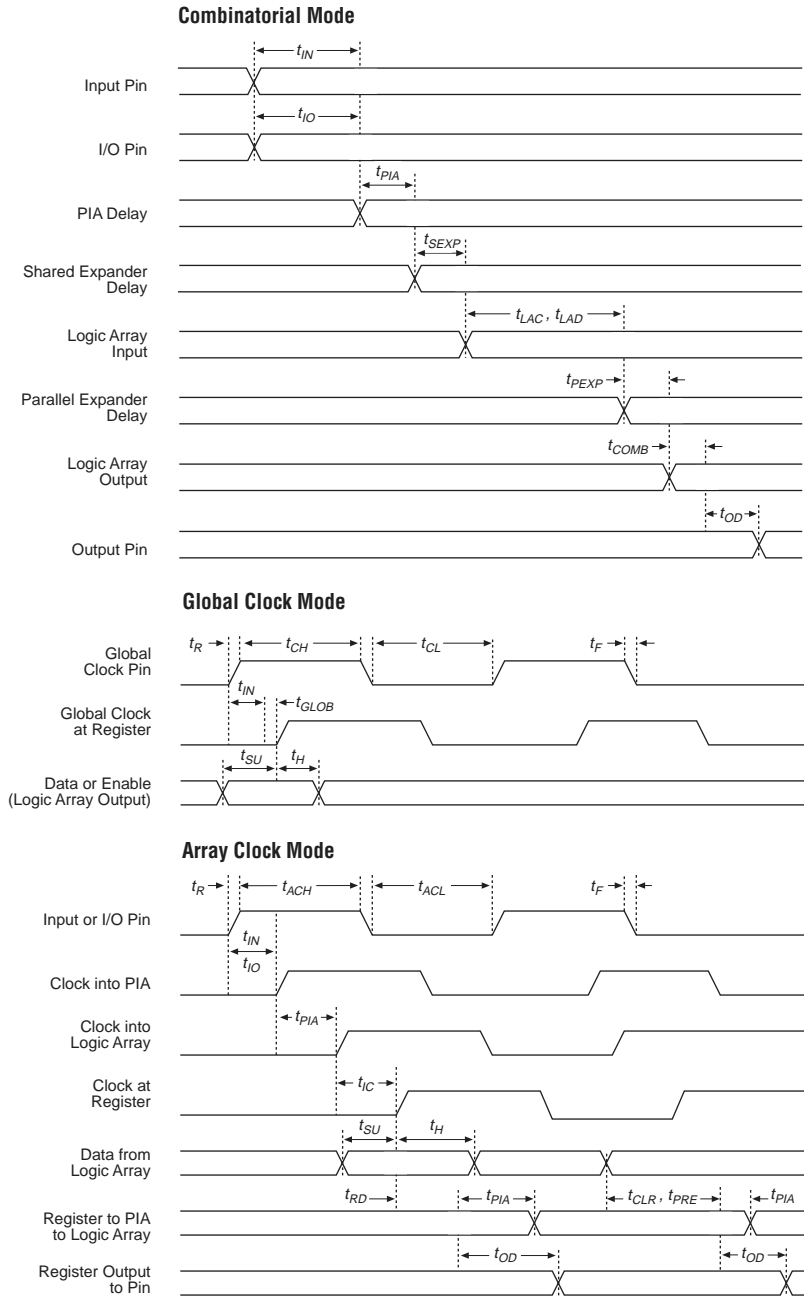 Combinatorial Mode
tIN
Input Pin
tIO
I/O Pin
tPIA
PIA Delay
tSEXP
Shared Expander
Delay
tLAC , tLAD
Logic Array
Input
tPEXP
Parallel Expander
Delay
tCOMB
Logic Array
Output
tOD
Output Pin
Global Clock Mode
tR tCH tCL tF
Global
Clock Pin
tIN tGLOB
Global Clock
at Register
tSU tH
Data or Enable
(Logic Array Output)
Array Clock Mode
tR tACH tACL tF
Input or I/O Pin
tIN
tIO
Clock into PIA
tPIA
Clock into
Logic Array
tIC
Clock at
Register
tSU tH
Data from
Logic Array
tRD tPIA tCLR , tPRE tPIA
Register to PIA
to Logic Array
tOD tOD
Register Output
to Pin